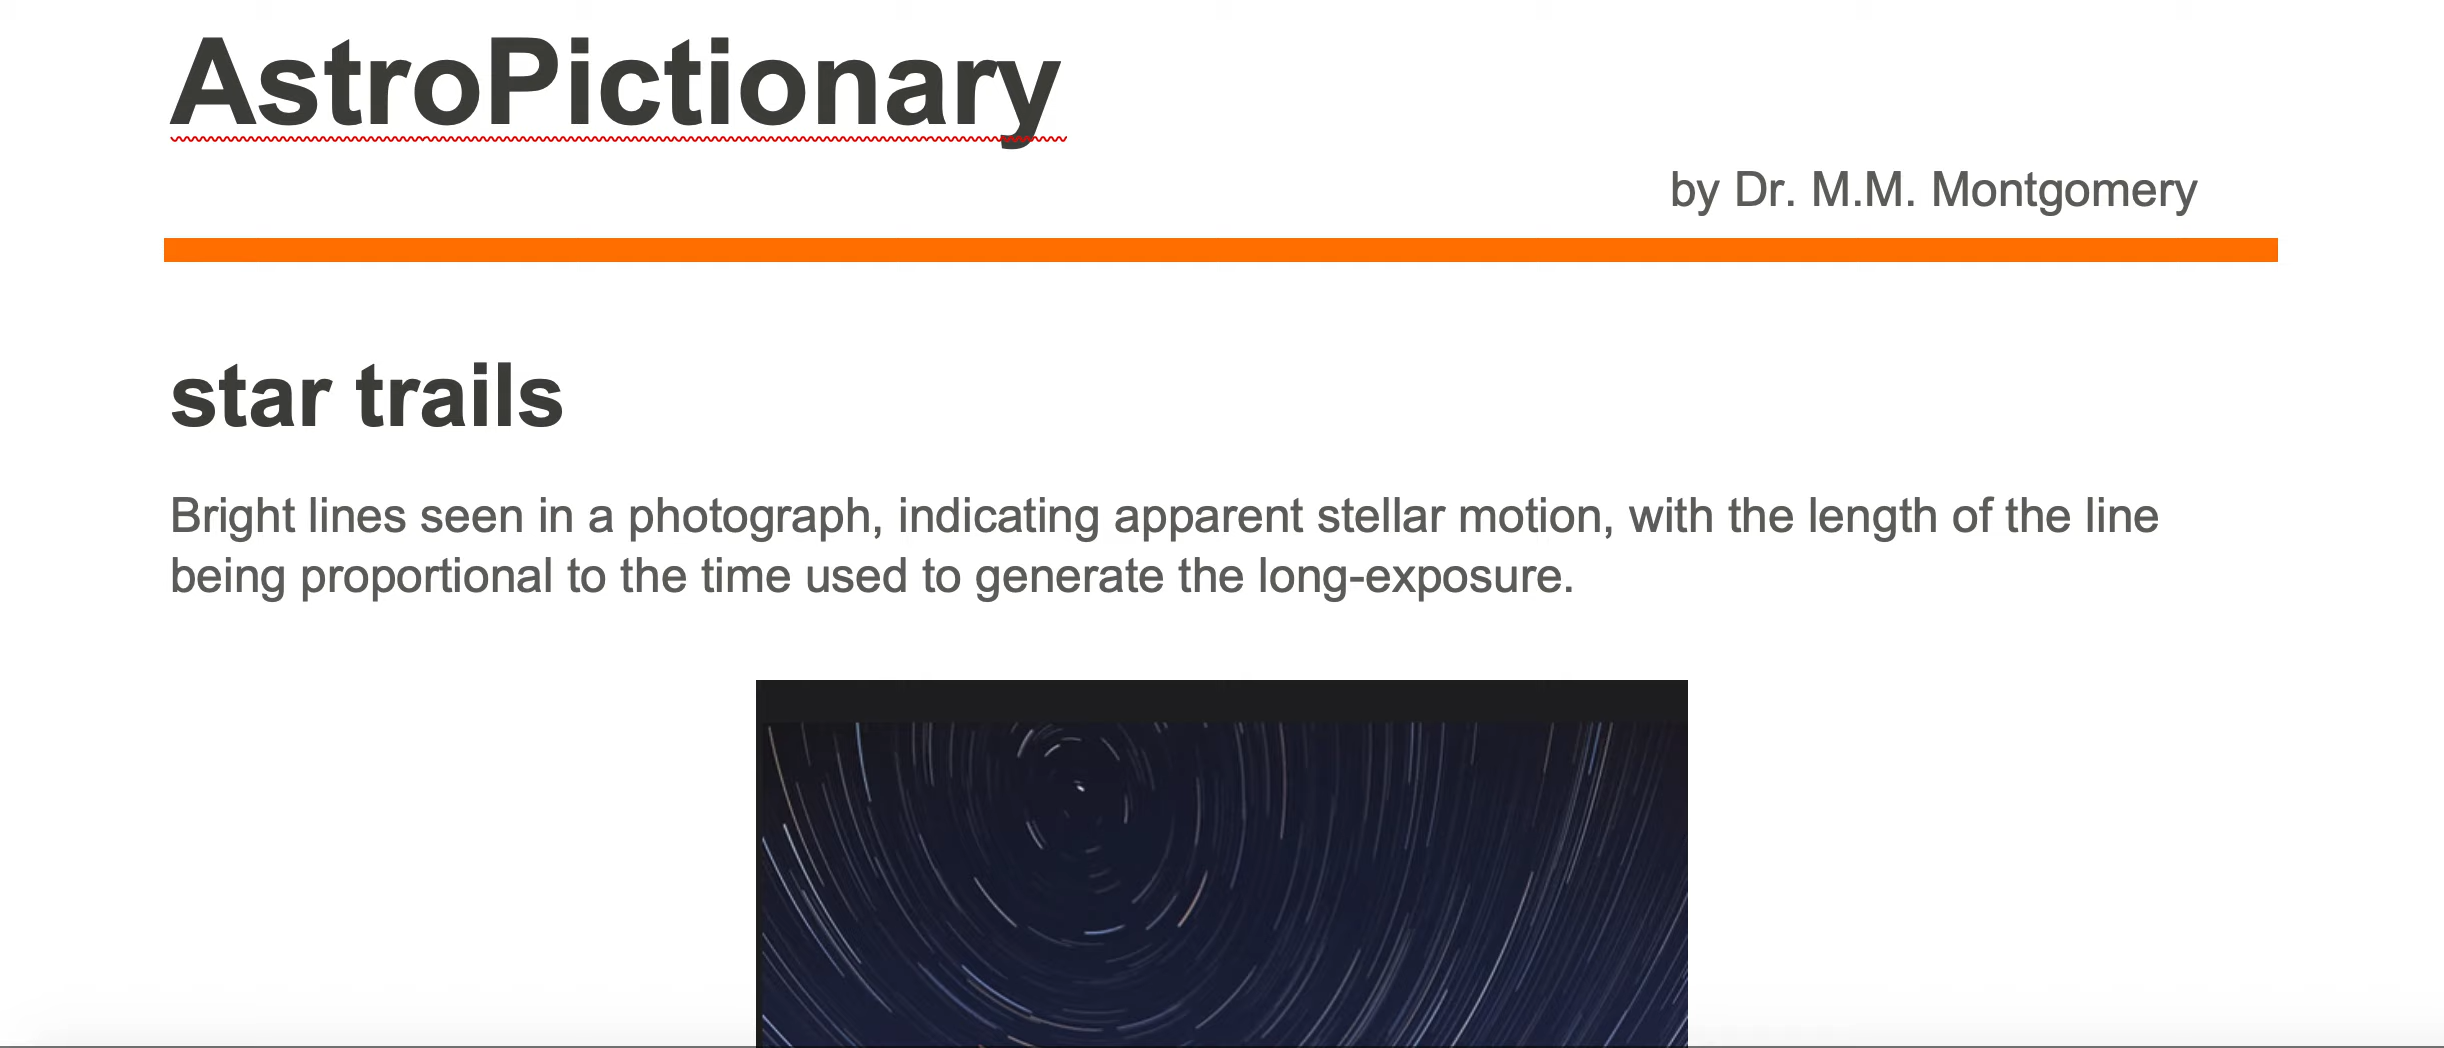 AstroPictionary
by Dr. M.M. Montgomery
star trails
Bright lines seen in a photograph, indicating apparent stellar motion, with the length of the line
being proportional to the time used to generate the long-exposure.